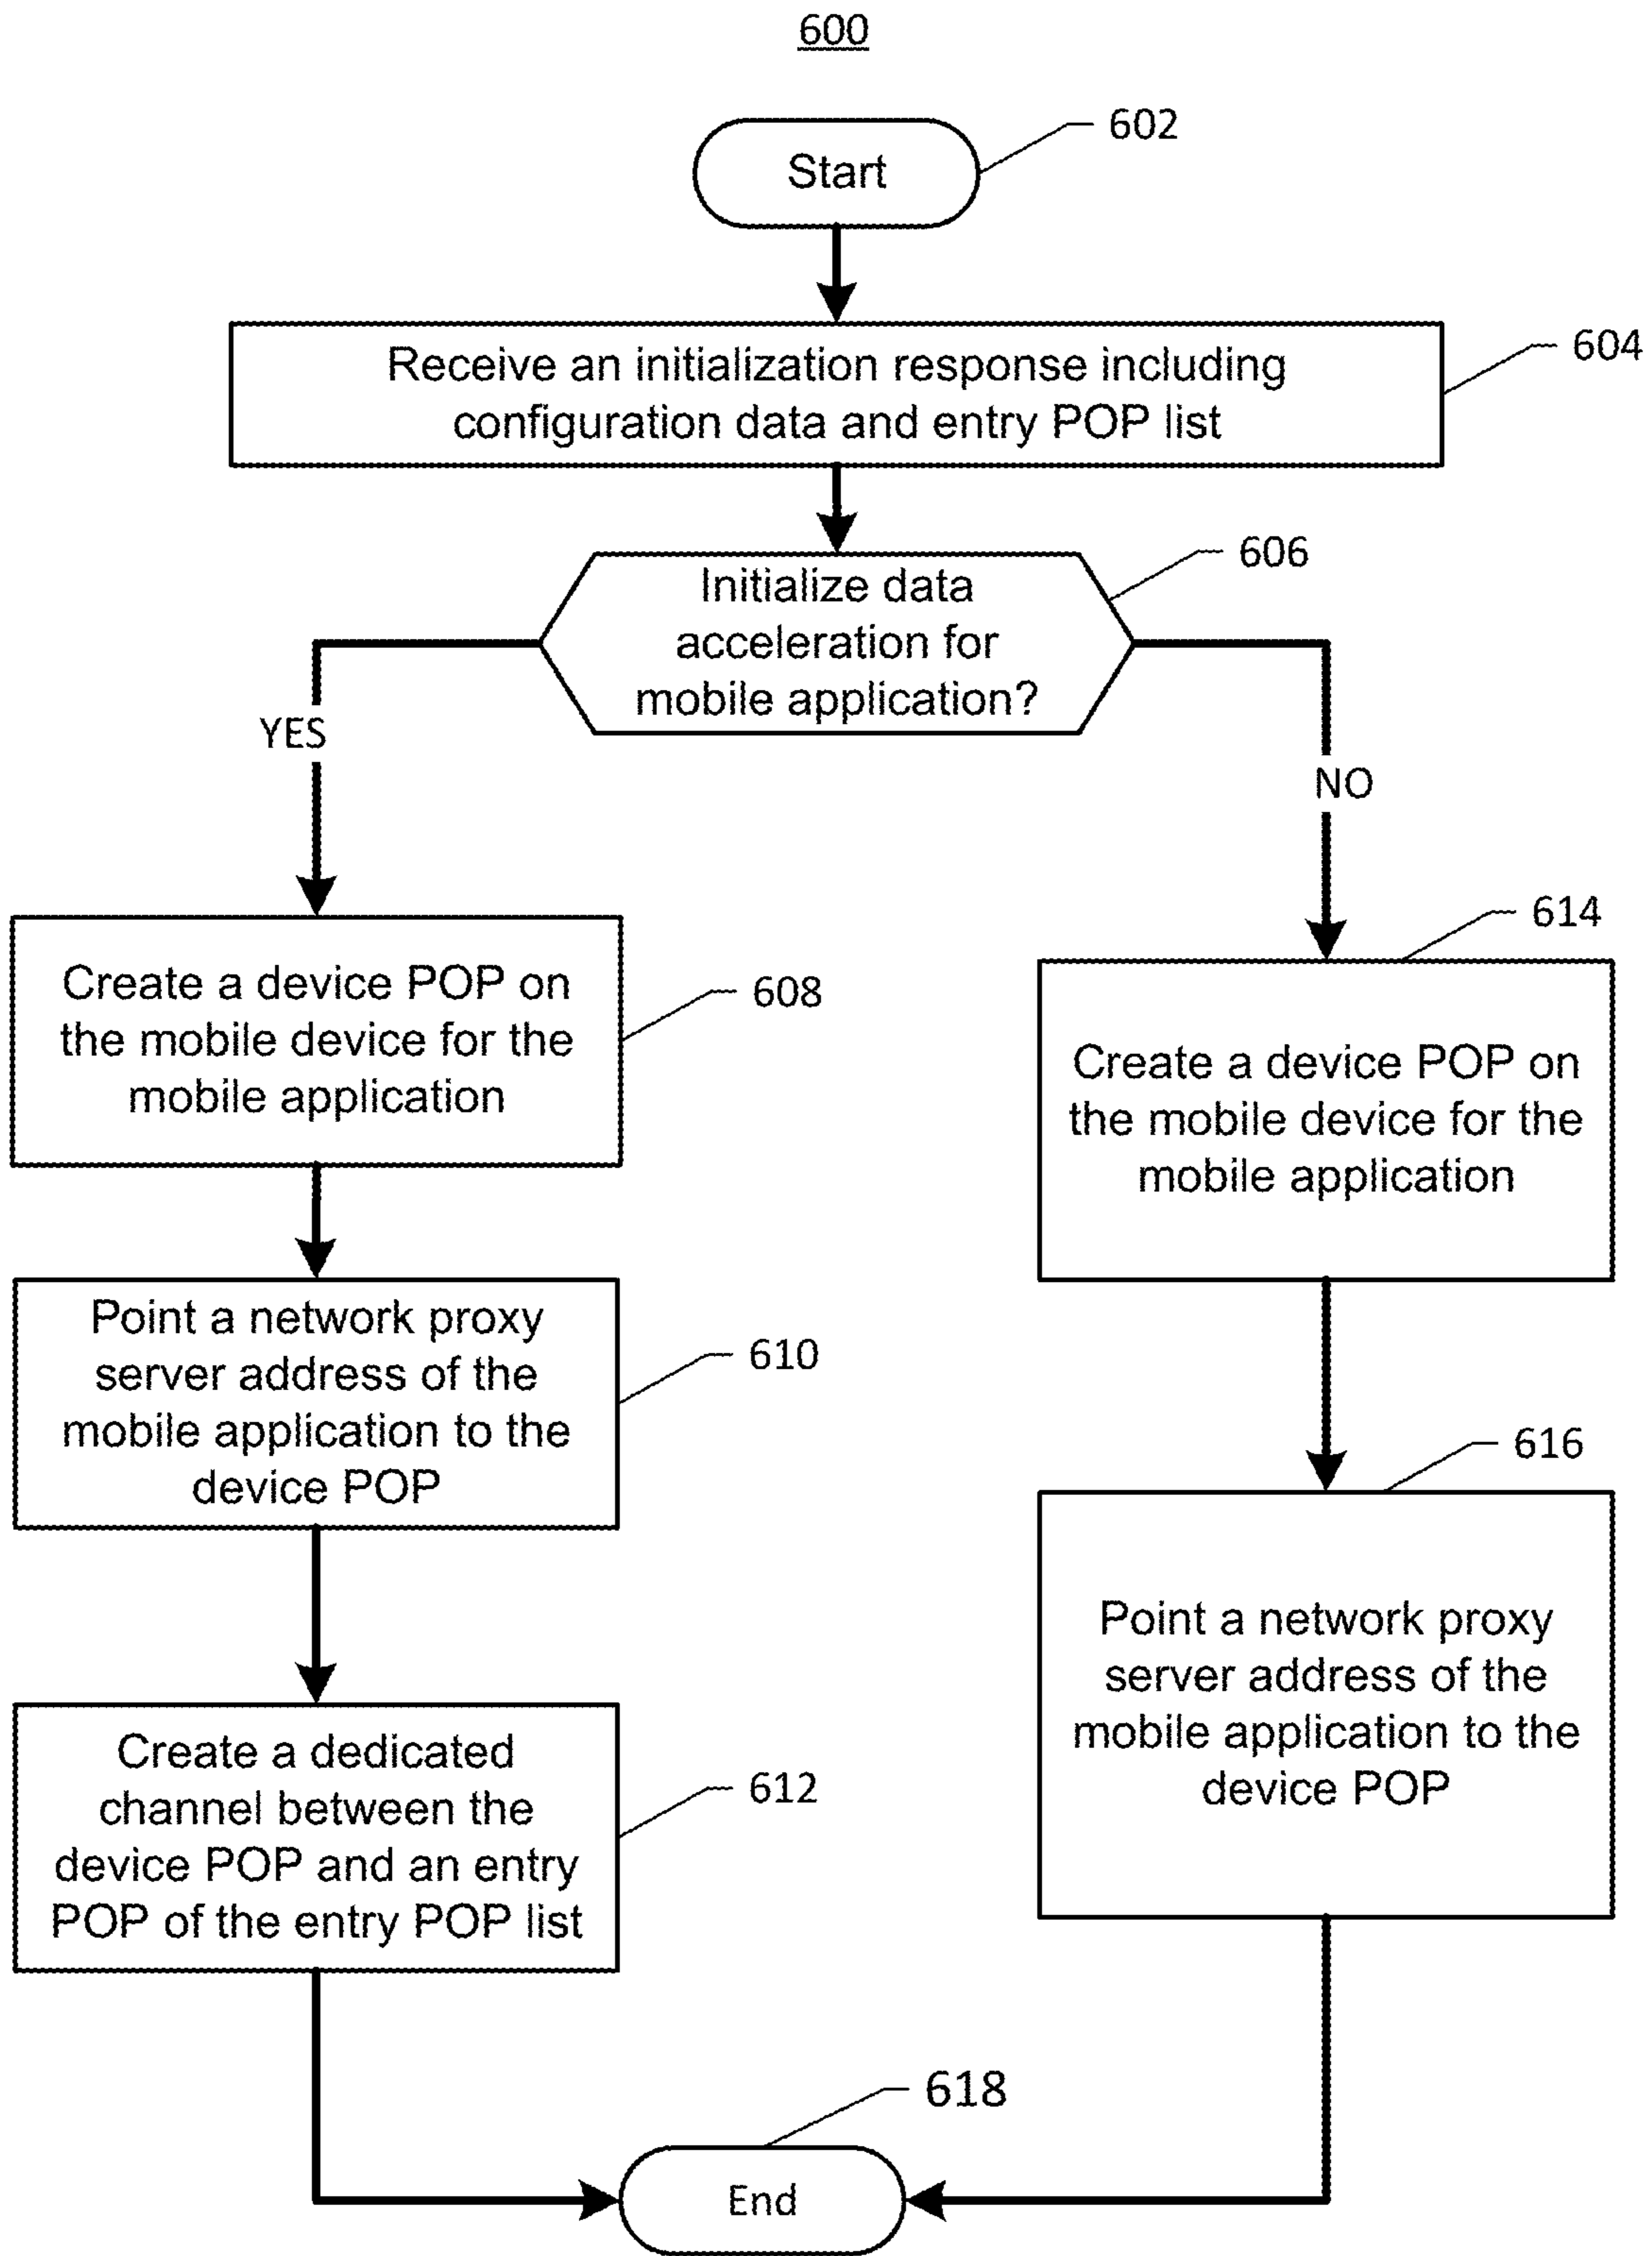 600
602
Start
604
Receive an initialization response including
configuration data and entry POP list
606
Initialize data
acceleration for
mobile application?
YES
NO
608
Create a device POP on
the mobile device for the
mobile application
610
Point a network proxy
server address of the
mobile application to the
device POP
612
Create a dedicated
channel between the
device POP and an entry
POP of the entry POP list
614
Create a device POP on
the mobile device for the
mobile application
616
Point a network proxy
server address of the
mobile application to the
device POP
618
End